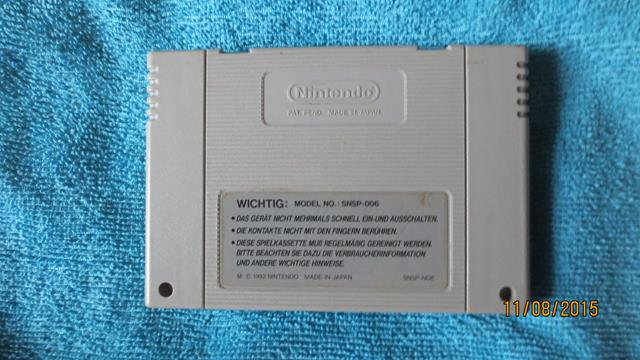 Nintendo
PAT. PEND. MADE IN JAPAN
WICHTIG: MODEL NO.: SNSP-006
• DAS GERÄT NICHT MEHRMALS SCHNELL EIN-UND AUSSCHALTEN.
• DIE KONTAKTE NICHT MIT DEN FINGERN BERÜHREN.
• DIESE SPIELKASSETTE MUß REGELMÄßIG GEREINIGT WERDEN.
BITTE BEACHTEN SIE DAZU DIE VERBRAUCHERINFORMATION
UND ANDERE WICHTIGE HINWEISE.
© 1992 NINTENDO MADE IN JAPAN SNSP-NOE
11/08/2015